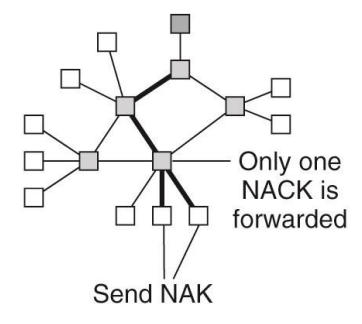 Only one
NACK is
forwarded
Send NAK